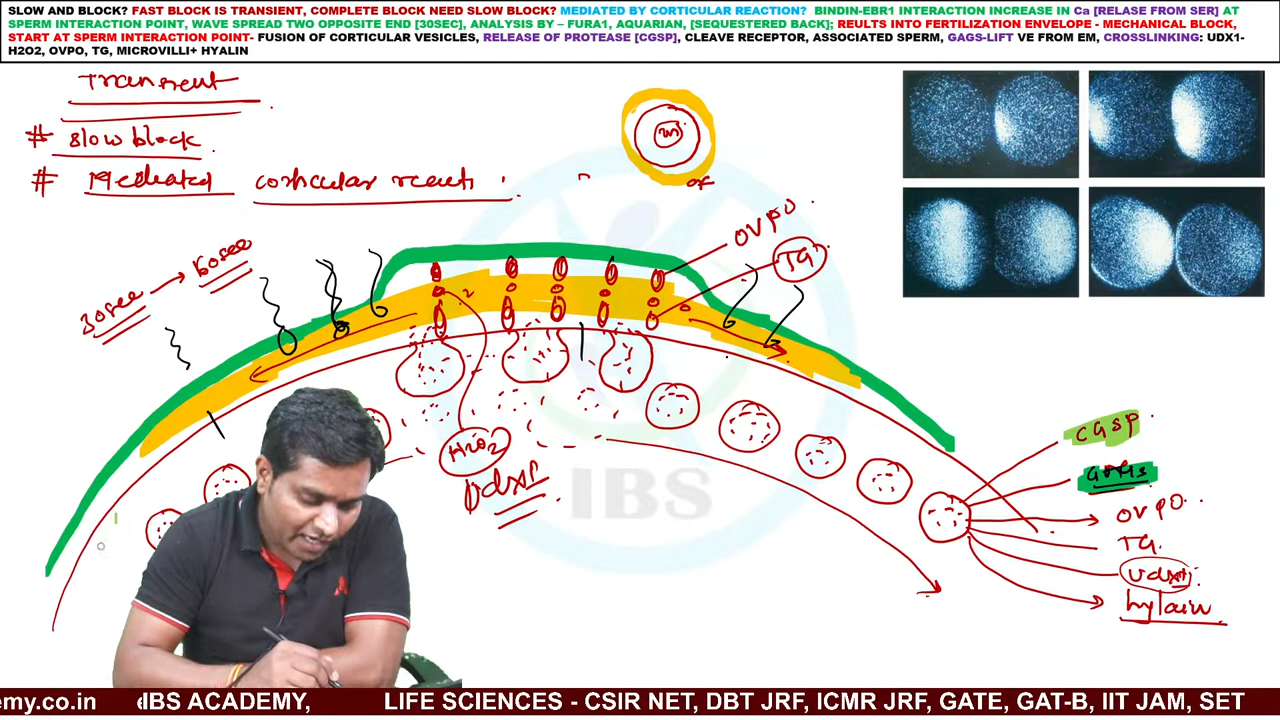 SLOW AND BLOCK? FAST BLOCK IS TRANSIENT, COMPLETE BLOCK NEED SLOW BLOCK? MEDIATED BY CORTICULAR REACTION? BINDIN-EBR1 INTERACTION INCREASE IN Ca [RELASE FROM SER] AT
SPERM INTERACTION POINT, WAVE SPREAD TWO OPPOSITE END [30SEC], ANALYSIS BY – FURA1, AQUARIAN, [SEQUESTERED BACK]; REULTS INTO FERTILIZATION ENVELOPE - MECHANICAL BLOCK,
START AT SPERM INTERACTION POINT- FUSION OF CORTICULAR VESICLES, RELEASE OF PROTEASE [CGSP], CLEAVE RECEPTOR, ASSOCIATED SPERM, GAGS-LIFT VE FROM EM, CROSSLINKING: UDX1-
H2O2, OVPO, TG, MICROVILLI+ HYALIN
Transient
# slow block
# Mediated corticular reacti
OVPO
TG
30sec → 60sec
H2O2
Udx1
CGSP
GAGs
OVPO
TG
Udx1
hylain
IBS
emy.co.in IBS ACADEMY, LIFE SCIENCES - CSIR NET, DBT JRF, ICMR JRF, GATE, GAT-B, IIT JAM, SET